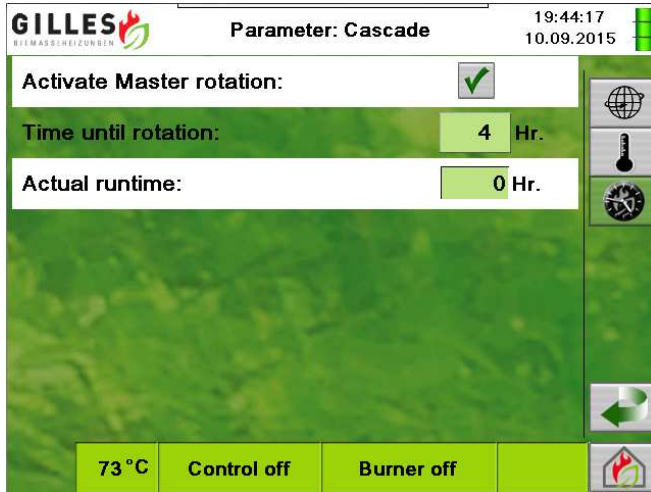 GILLES
BIOMASSEHEIZUNGEN
Parameter: Cascade
19:44:17
10.09.2015
Activate Master rotation:
Time until rotation: 4 Hr.
Actual runtime: 0 Hr.
73°C Control off Burner off